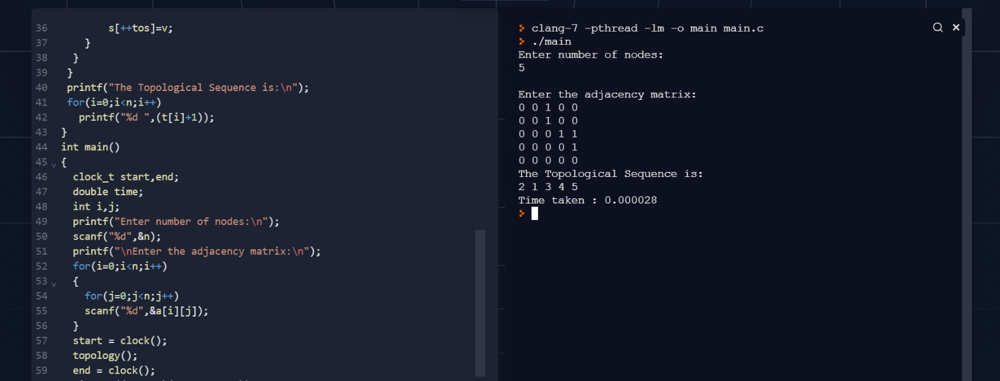 36 s[++tos]=v;
37 }
38 }
39 }
40 printf("The Topological Sequence is:\n");
41 for(i=0;i<n;i++)
42 printf("%d ",(t[i]+1));
43 }
44 int main()
45 {
46 clock_t start,end;
47 double time;
48 int i,j;
49 printf("Enter number of nodes:\n");
50 scanf("%d",&n);
51 printf("\nEnter the adjacency matrix:\n");
52 for(i=0;i<n;i++)
53 {
54 for(j=0;j<n;j++)
55 scanf("%d",&a[i][j]);
56 }
57 start = clock();
58 topology();
59 end = clock();
clang-7 -pthread -lm -o main main.c
./main
Enter number of nodes:
5
Enter the adjacency matrix:
0 0 1 0 0
0 0 1 0 0
0 0 0 1 1
0 0 0 0 1
0 0 0 0 0
The Topological Sequence is:
2 1 3 4 5
Time taken : 0.000028